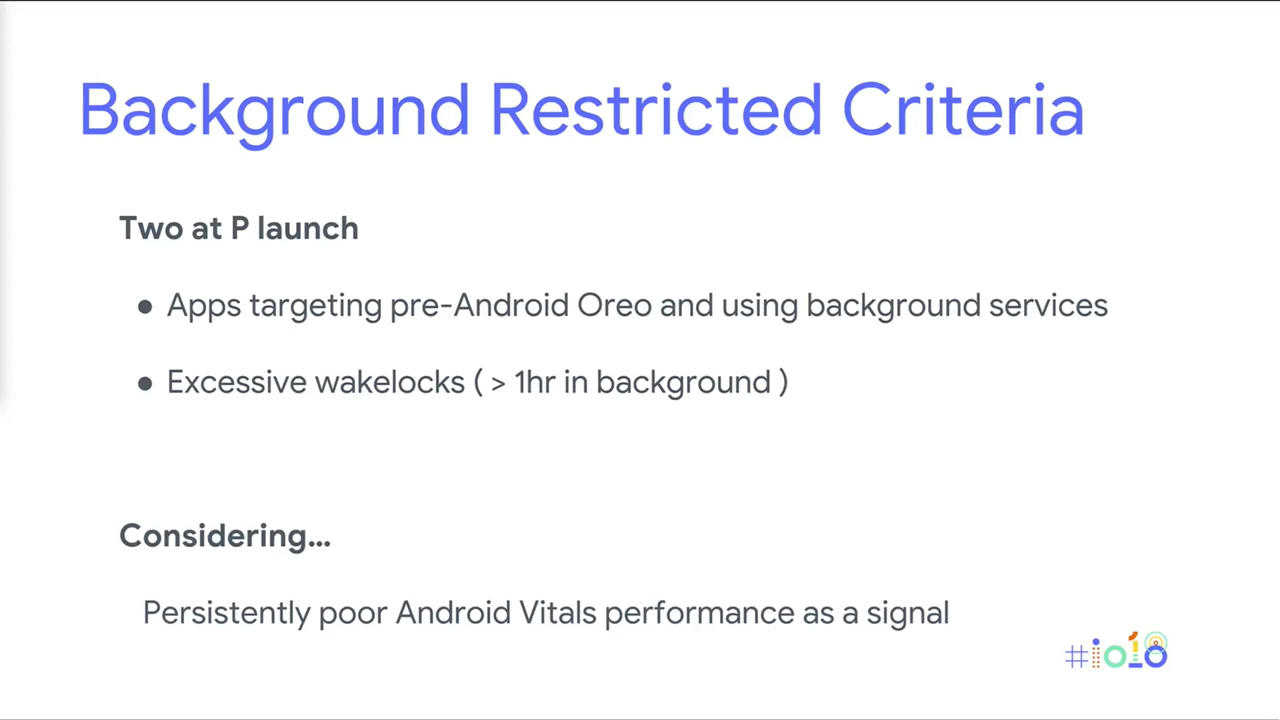 Background Restricted Criteria
Two at P launch
● Apps targeting pre-Android Oreo and using background services
● Excessive wakelocks ( > 1hr in background )
Considering...
Persistently poor Android Vitals performance as a signal
#io18